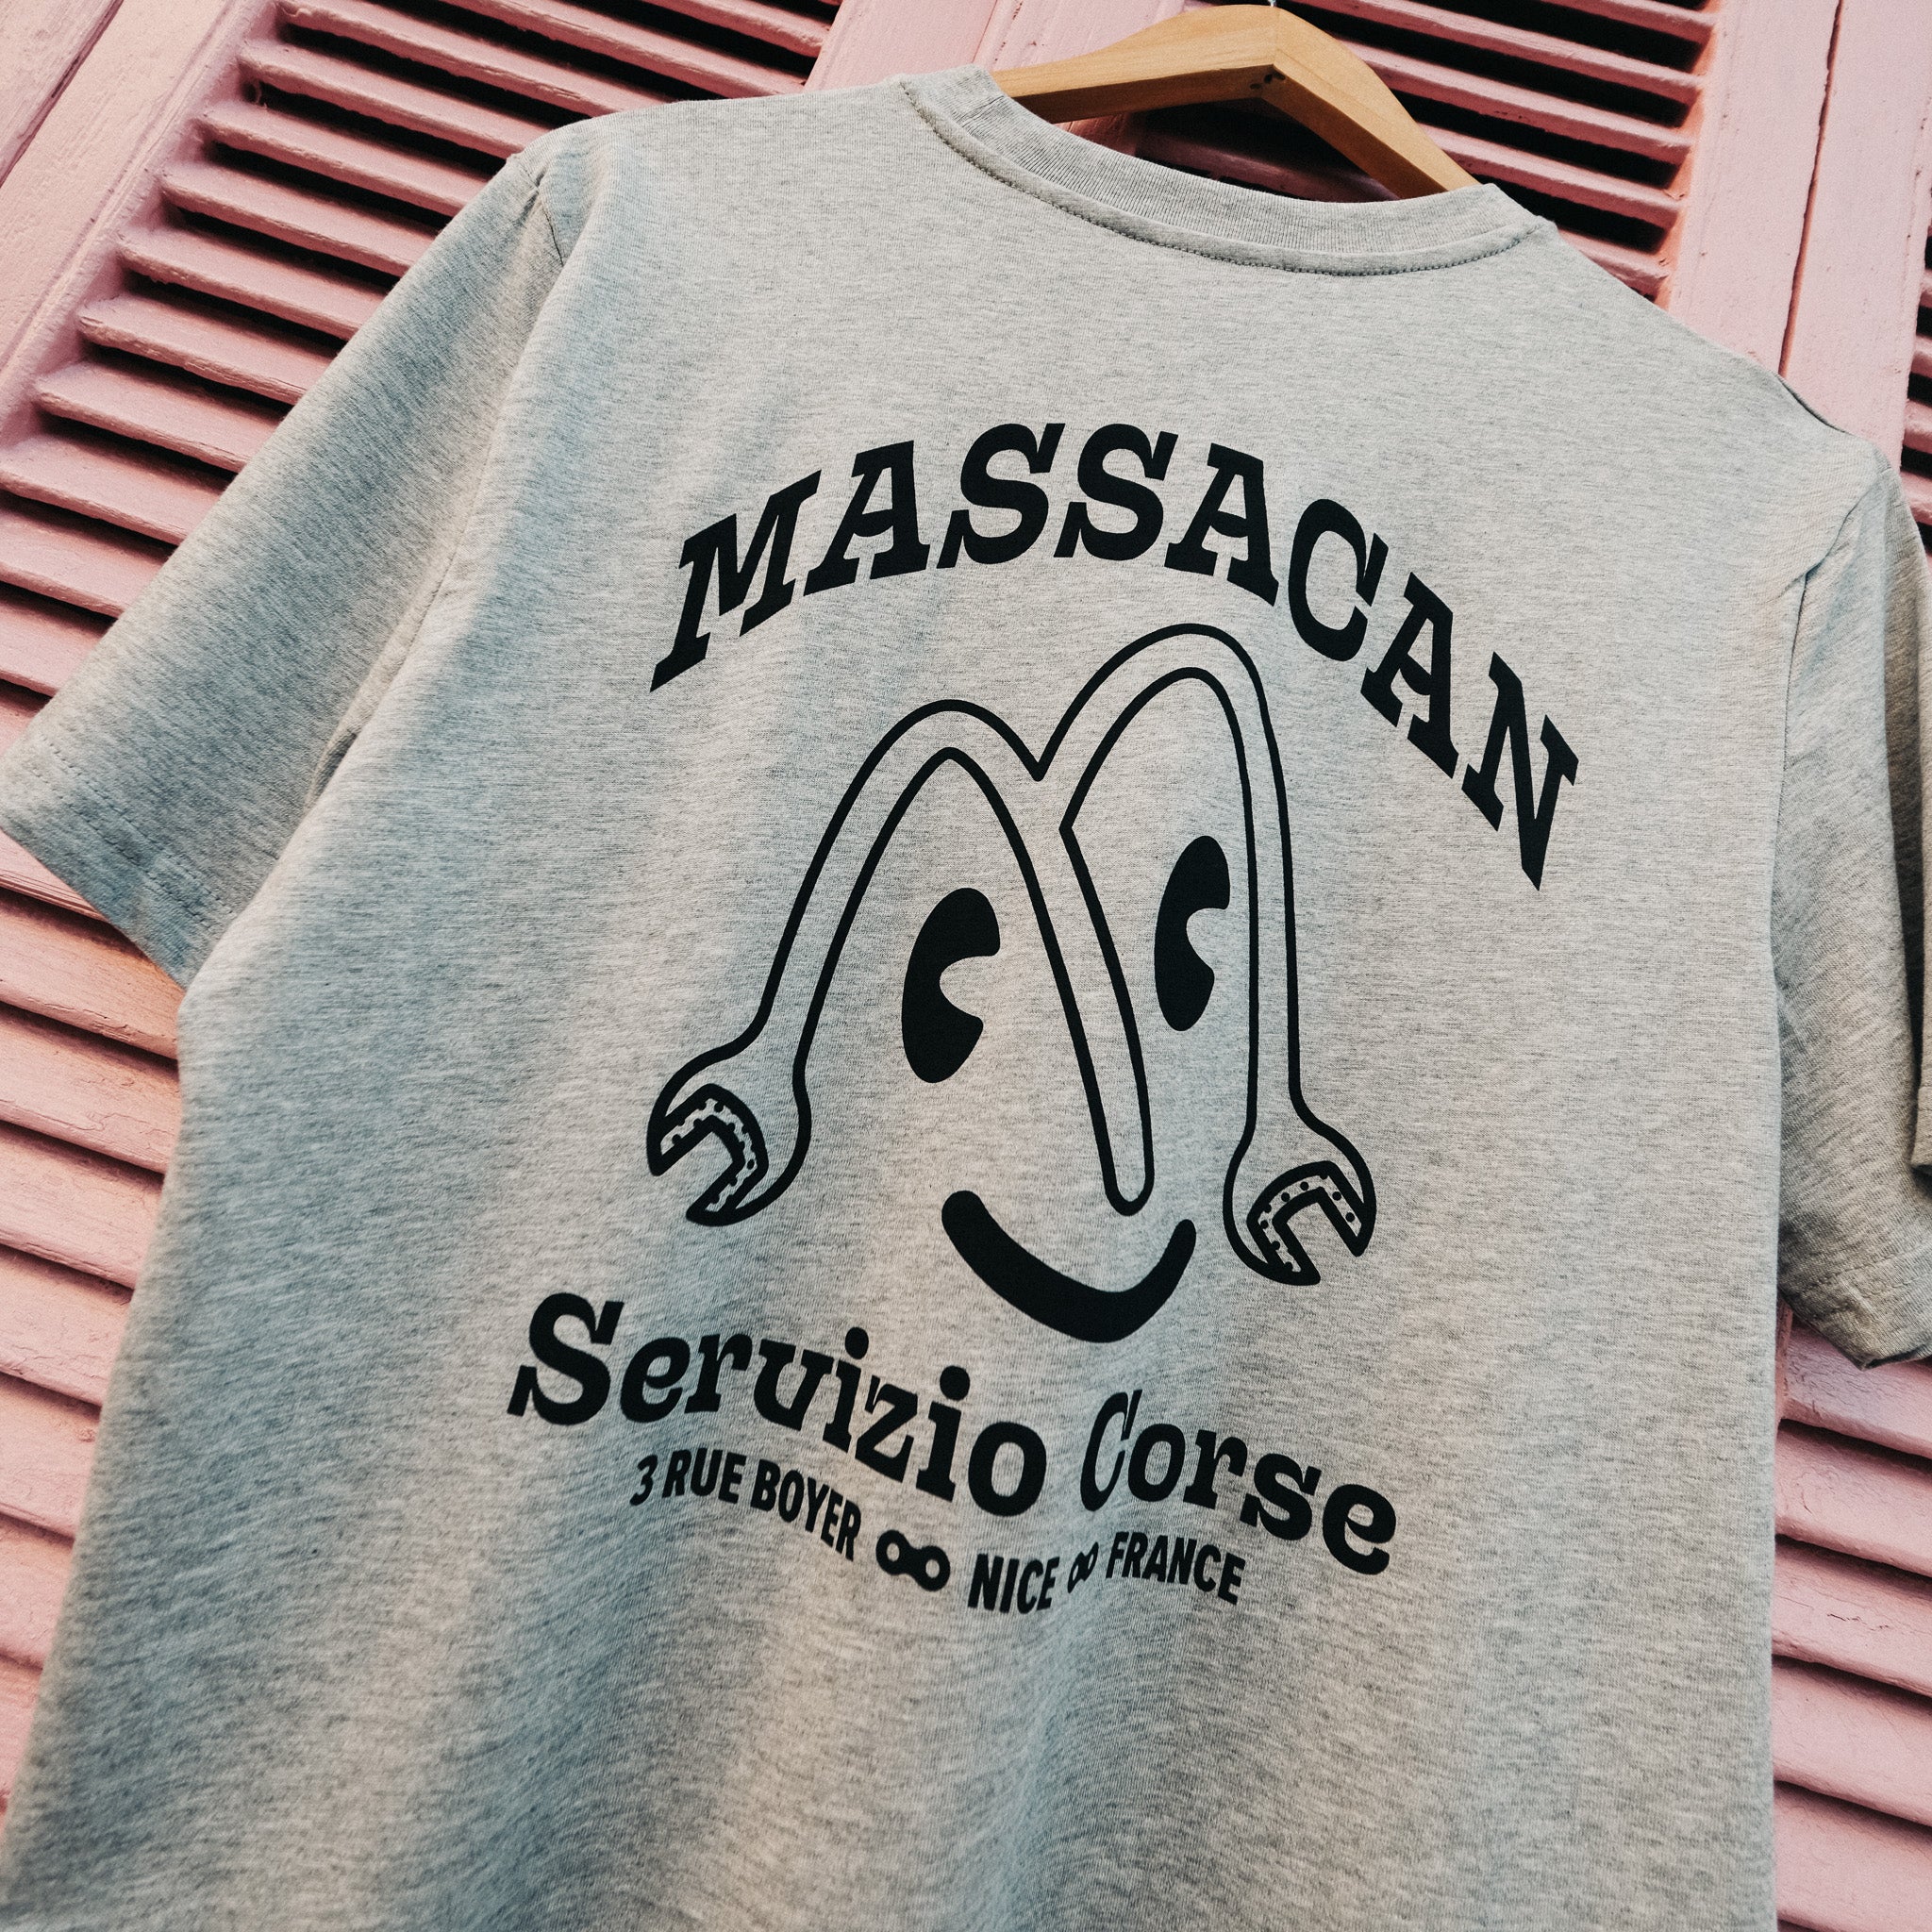 MASSACAN
Servizio Corse
3 RUE BOYER ∞ NICE ∞ FRANCE